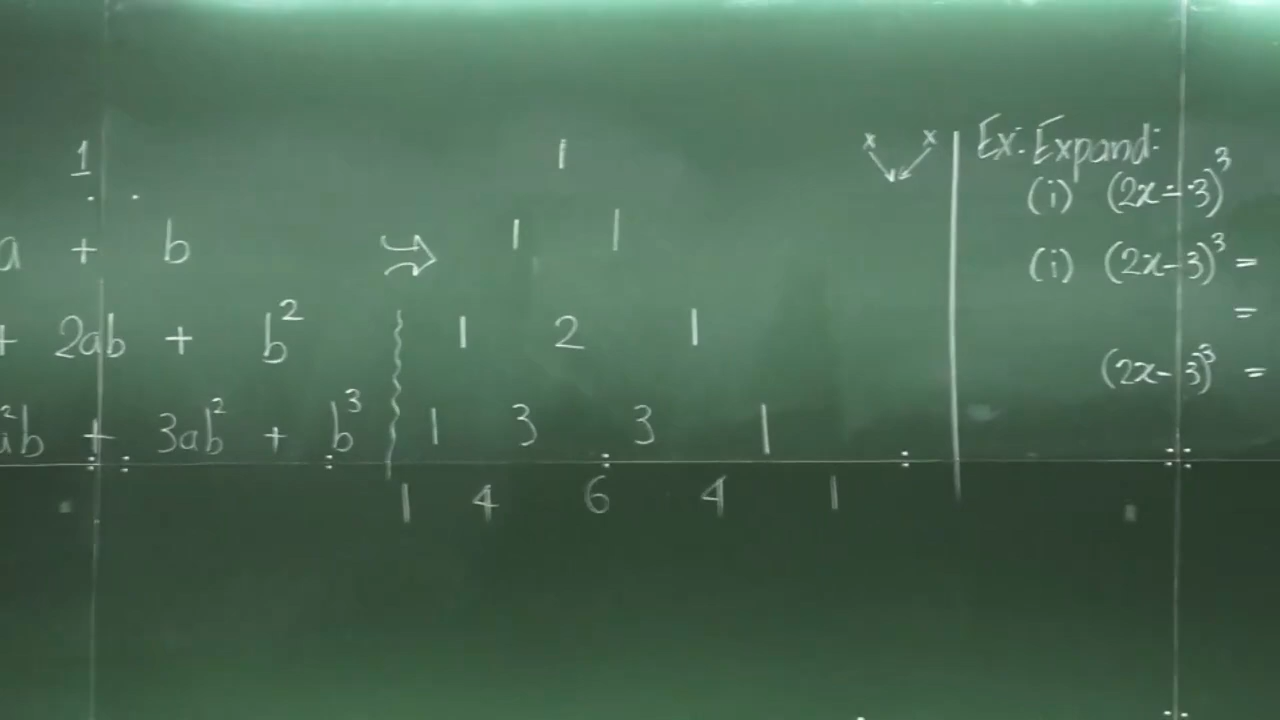 1
a + b
+ 2ab + b²
²b + 3ab² + b³
⇒
1
1 1
1 2 1
1 3 3 1
1 4 6 4 1
x x
Ex: Expand:
(i) (2x-3)³
(i) (2x-3)³ =
=
(2x-3)³ =